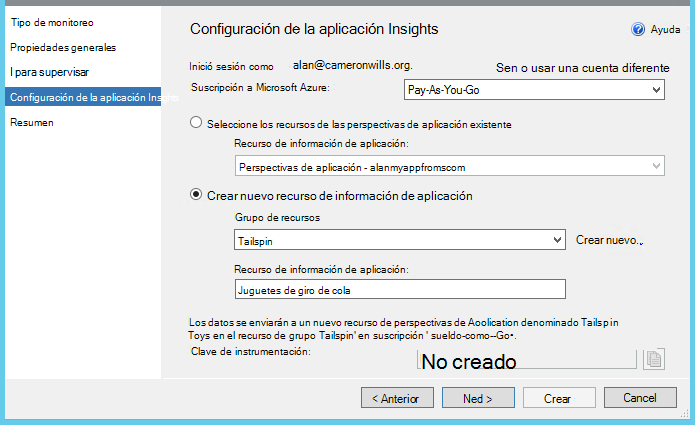 Tipo de monitoreo
Propiedades generales
I para supervisar
Configuración de la aplicación Insights
Resumen
Configuración de la aplicación Insights
Ayuda
Inició sesión como alan@cameronwills.org.
Sen o usar una cuenta diferente
Suscripción a Microsoft Azure:
Pay-As-You-Go
Seleccione los recursos de las perspectivas de aplicación existente
Recurso de información de aplicación:
Perspectivas de aplicación - alanmyappfromscom
Crear nuevo recurso de información de aplicación
Grupo de recursos
Tailspin
Crear nuevo..
Recurso de información de aplicación:
Juguetes de giro de cola
Los datos se enviarán a un nuevo recurso de perspectivas de Aoolication denominado Tailspin
Toys en el recurso de grupo Tailspin' en suscripción ' sueldo-como--Go•.
Clave de instrumentación:
No creado
< Anterior
Ned >
Crear
Cancel